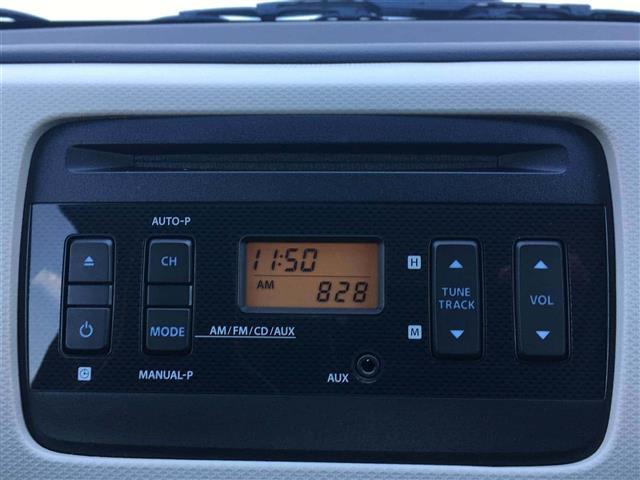 AUTO-P
CH
MODE
AM/FM/CD/AUX
MANUAL-P
11:50
AM
828
AUX
H
M
TUNE
TRACK
VOL